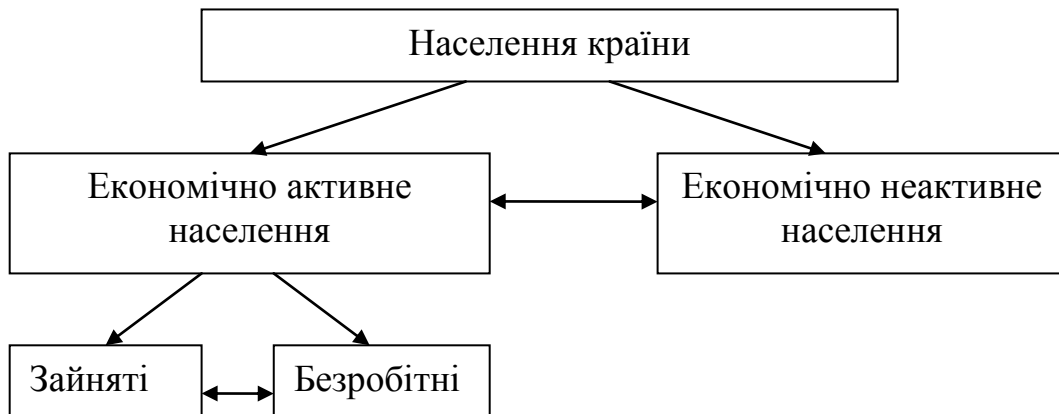 Населення країни
Економічно активне
населення
Економічно неактивне
населення
Зайняті
Безробітні